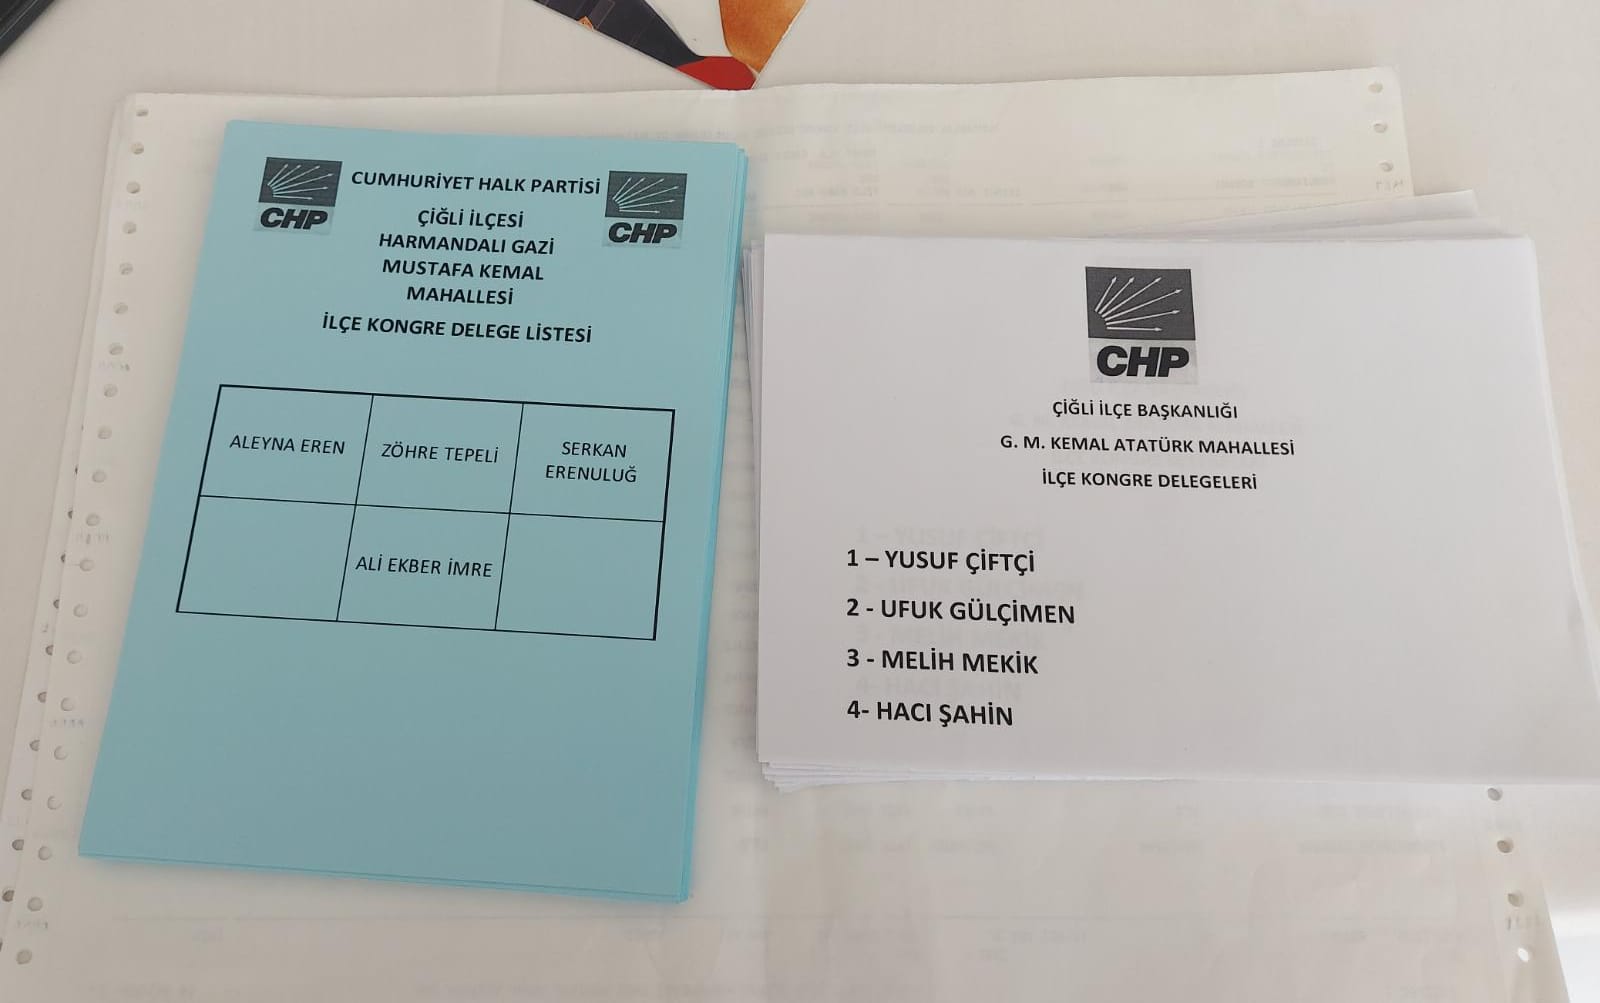 CUMHURİYET HALK PARTİSİ
CHP
CHP
ÇİĞLİ İLÇESİ
HARMANDALI GAZİ
MUSTAFA KEMAL
MAHALLESİ
İLÇE KONGRE DELEGE LİSTESİ
ALEYNA EREN
ZÖHRE TEPELİ
SERKAN
ERENULUĞ
ALİ EKBER İMRE
CHP
ÇİĞLİ İLÇE BAŞKANLIĞI
G. M. KEMAL ATATÜRK MAHALLESİ
İLÇE KONGRE DELEGELERİ
1 – YUSUF ÇİFTÇİ
2 - UFUK GÜLÇİMEN
3 - MELİH MEKİK
4- HACI ŞAHİN